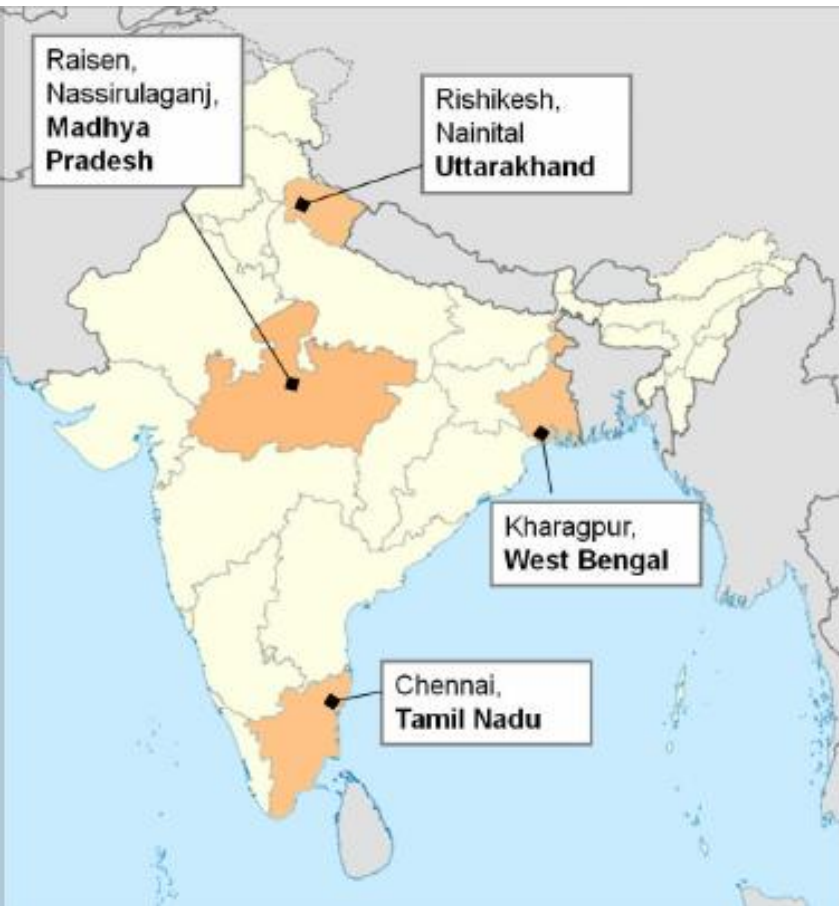 Raisen,
Nassirulaganj,
Madhya
Pradesh
Rishikesh,
Nainital
Uttarakhand
Kharagpur,
West Bengal
Chennai,
Tamil Nadu